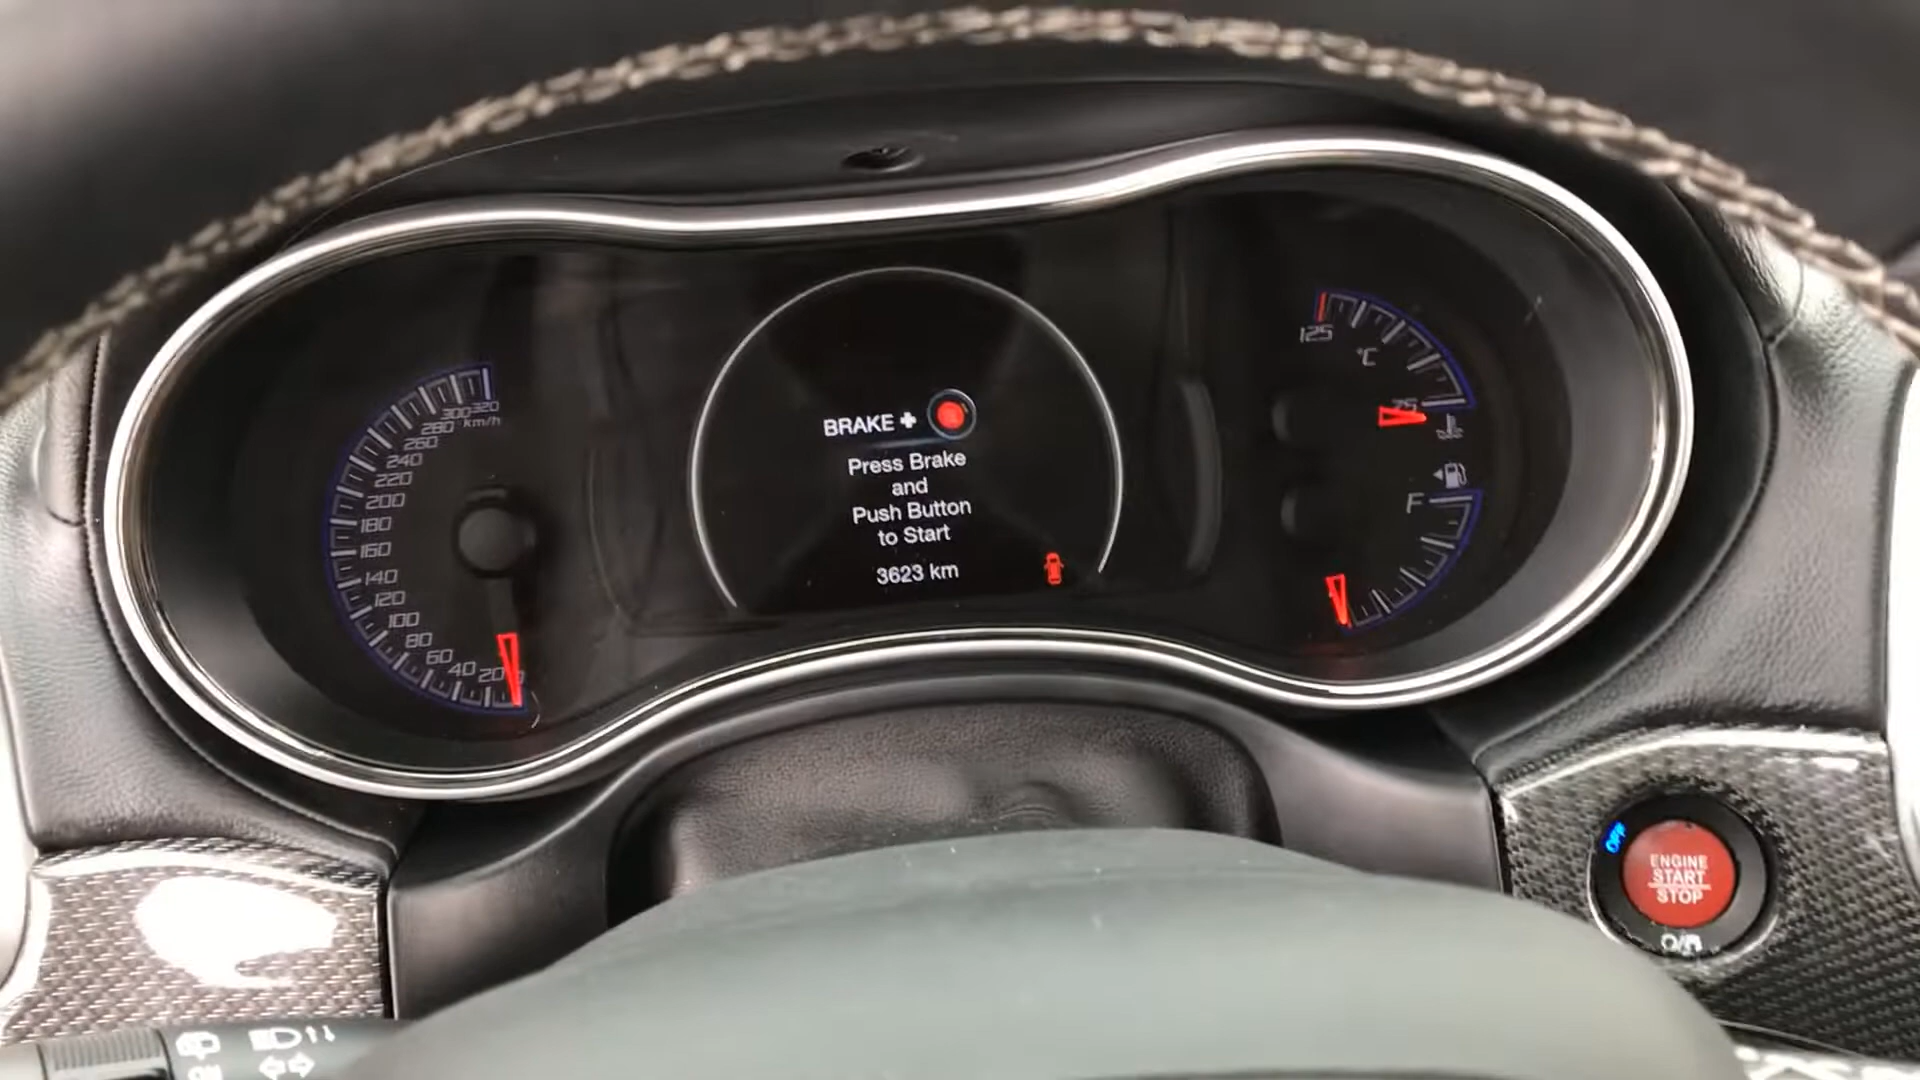 320
300
km/h
280
260
240
220
200
180
160
140
120
100
80
60
40
20
BRAKE +
Press Brake
and
Push Button
to Start
3623 km
125
°C
75
F
OFF
ENGINE
START
STOP